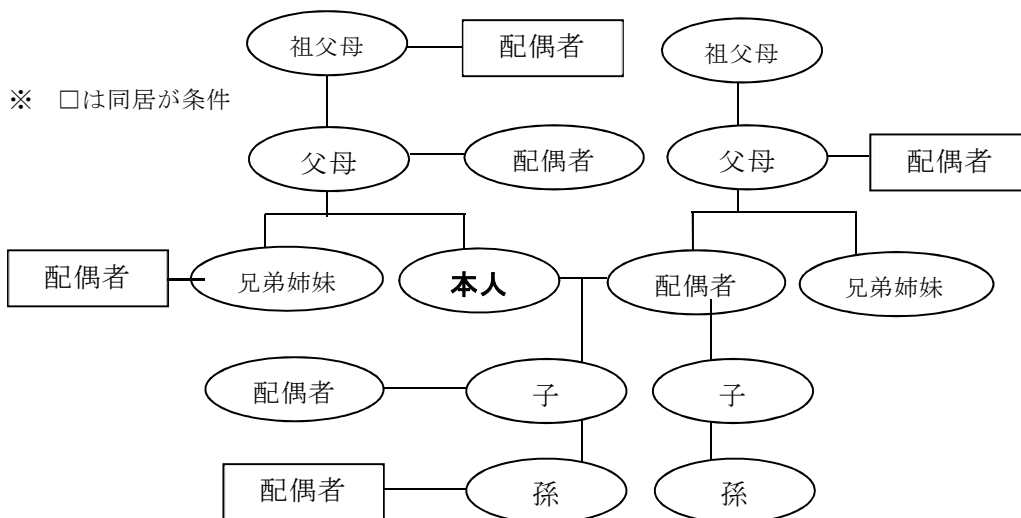 祖父母
配偶者
祖父母
※ □は同居が条件
父母
配偶者
父母
配偶者
配偶者
兄弟姉妹
本人
配偶者
兄弟姉妹
配偶者
子
子
配偶者
孫
孫